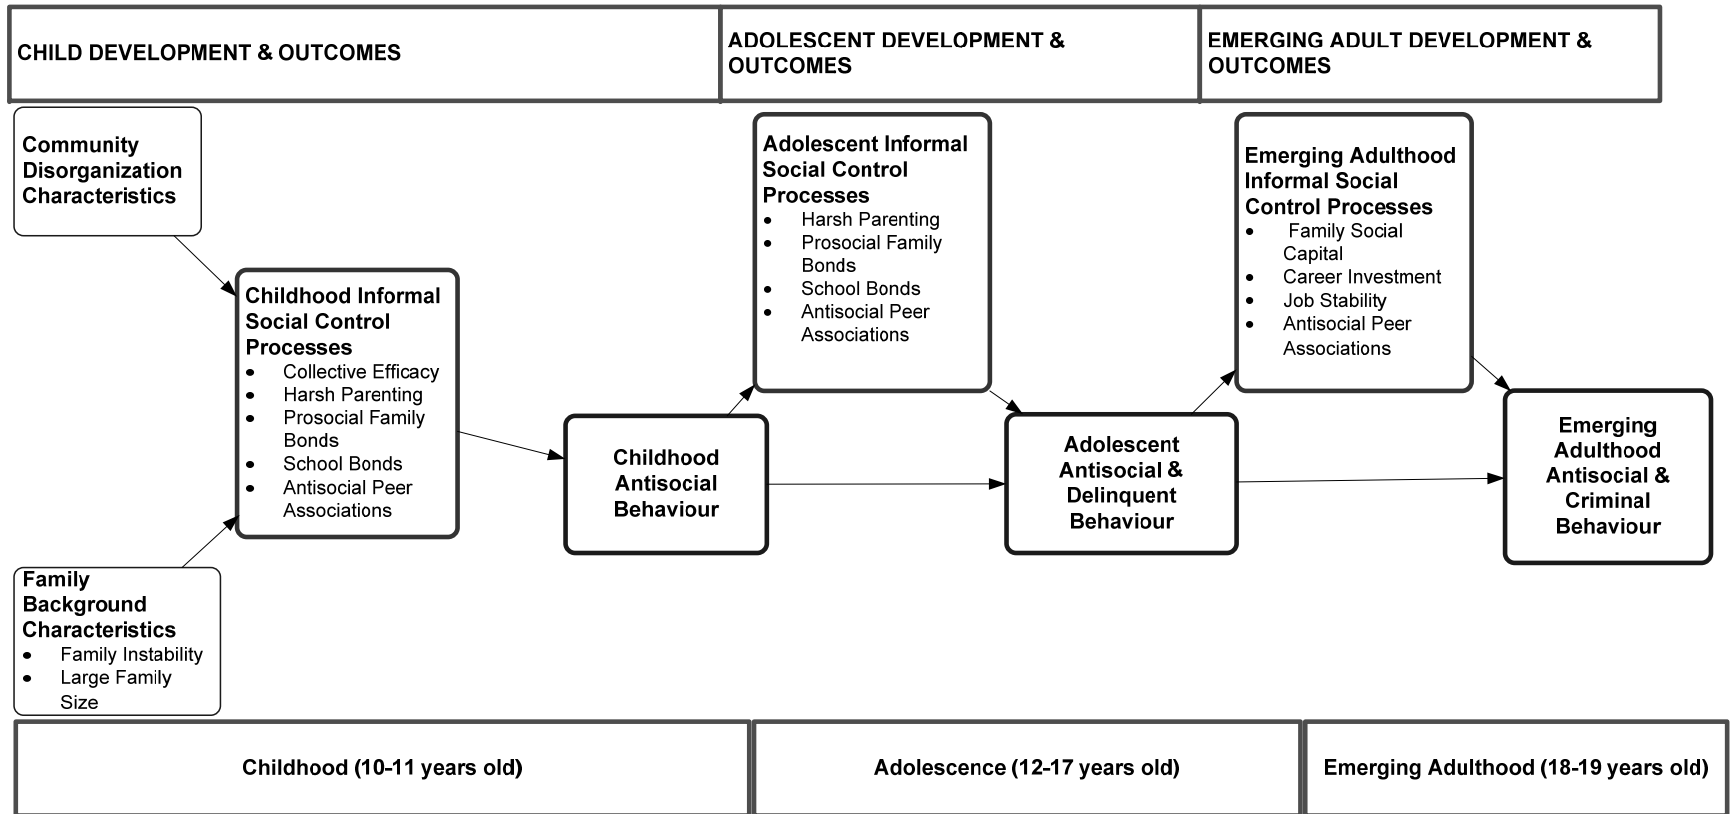 CHILD DEVELOPMENT & OUTCOMES
ADOLESCENT DEVELOPMENT &
OUTCOMES
EMERGING ADULT DEVELOPMENT &
OUTCOMES
Community
Disorganization
Characteristics
Childhood Informal
Social Control
Processes
• Collective Efficacy
• Harsh Parenting
• Prosocial Family
Bonds
• School Bonds
• Antisocial Peer
Associations
Family
Background
Characteristics
• Family Instability
• Large Family
Size
Childhood
Antisocial
Behaviour
Adolescent Informal
Social Control
Processes
• Harsh Parenting
• Prosocial Family
Bonds
• School Bonds
• Antisocial Peer
Associations
Adolescent
Antisocial &
Delinquent
Behaviour
Emerging Adulthood
Informal Social
Control Processes
• Family Social
Capital
• Career Investment
• Job Stability
• Antisocial Peer
Associations
Emerging
Adulthood
Antisocial &
Criminal
Behaviour
Childhood (10-11 years old)
Adolescence (12-17 years old)
Emerging Adulthood (18-19 years old)